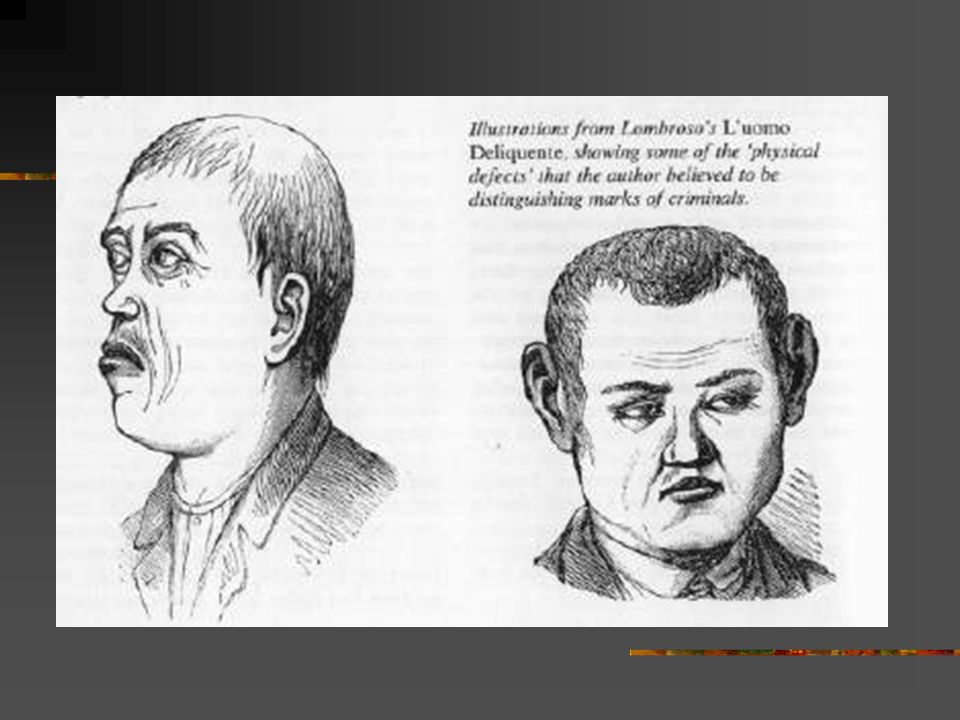 Illustrations from Lombroso's L'uomo
Deliquente, showing some of the 'physical
defects' that the author believed to be
distinguishing marks of criminals.